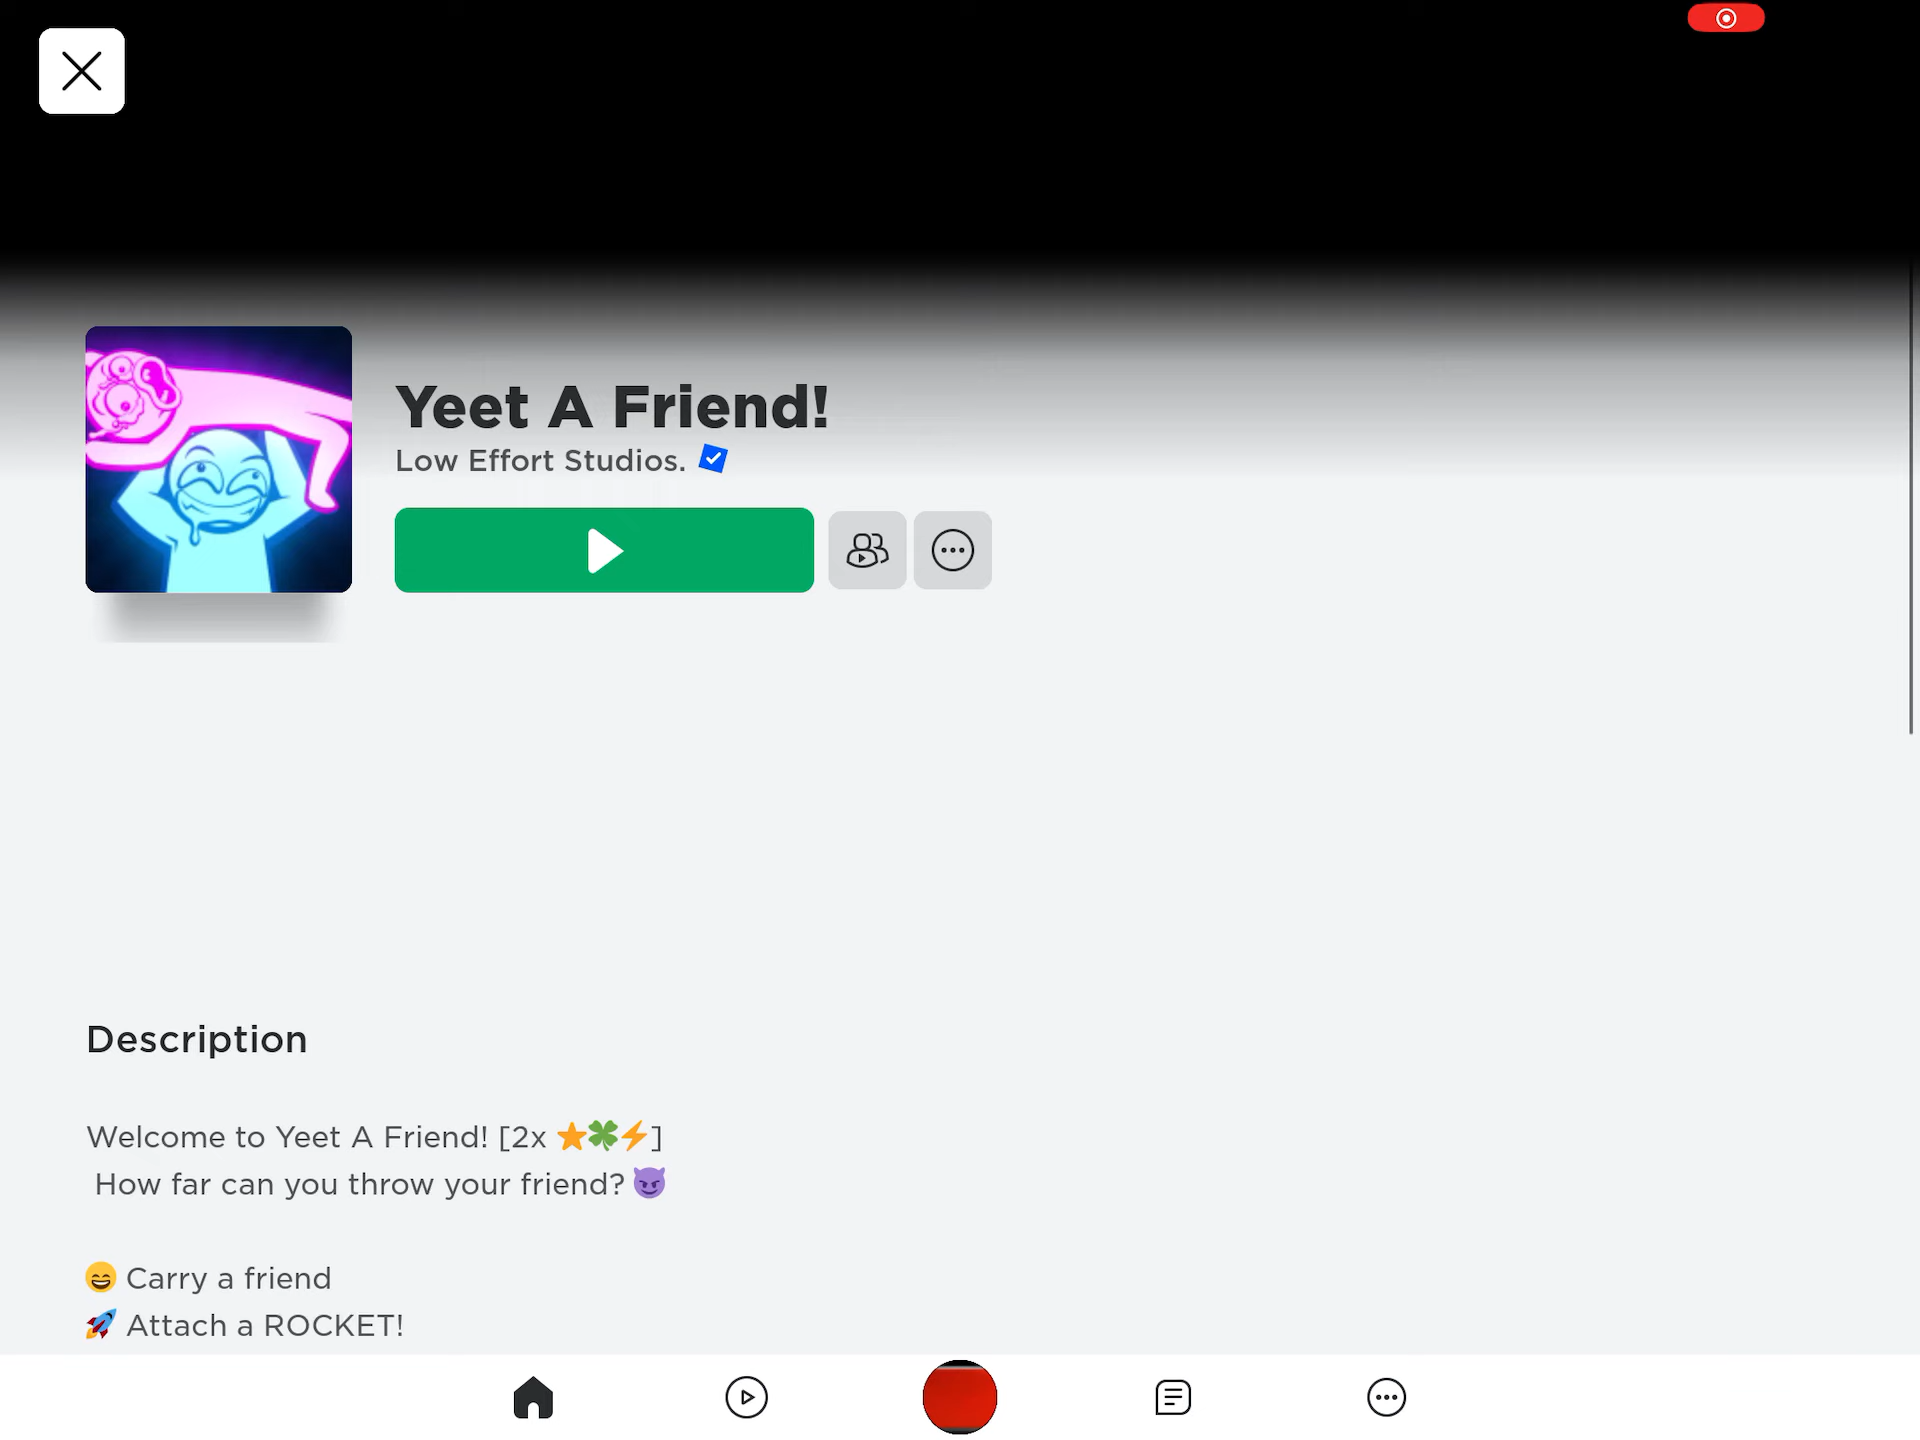 Yeet A Friend!
Low Effort Studios.
Description
Welcome to Yeet A Friend! [2x ⭐🍀⚡]
How far can you throw your friend? 😈
😄 Carry a friend
🚀 Attach a ROCKET!